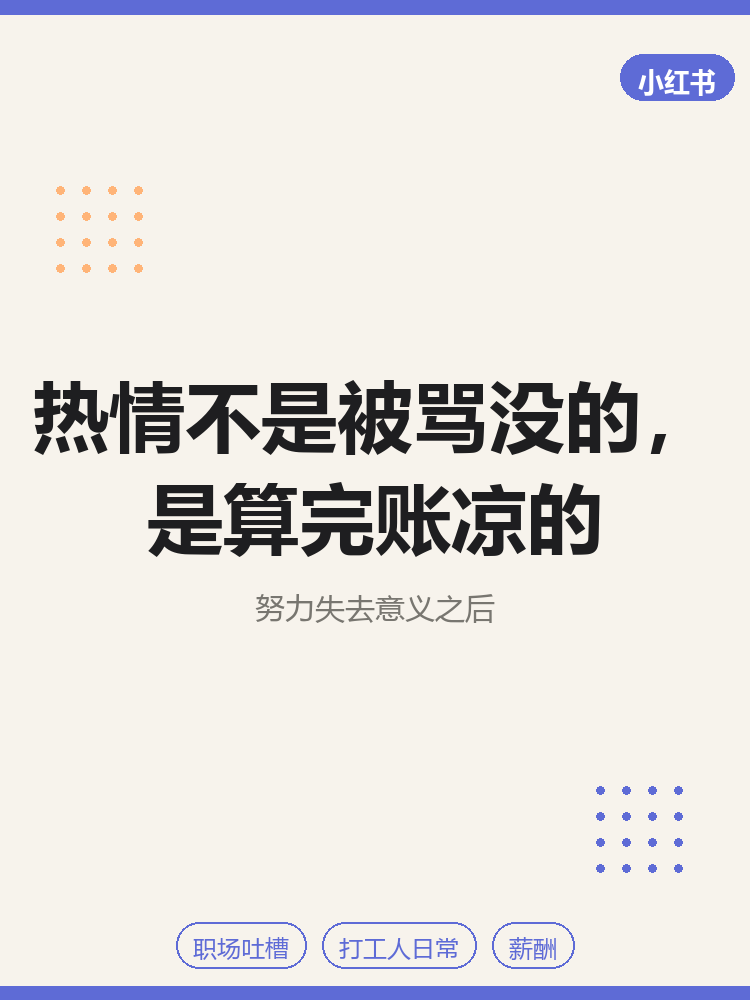 小红书
热情不是被骂没的，
是算完账凉的
努力失去意义之后
职场吐槽 打工人日常 薪酬